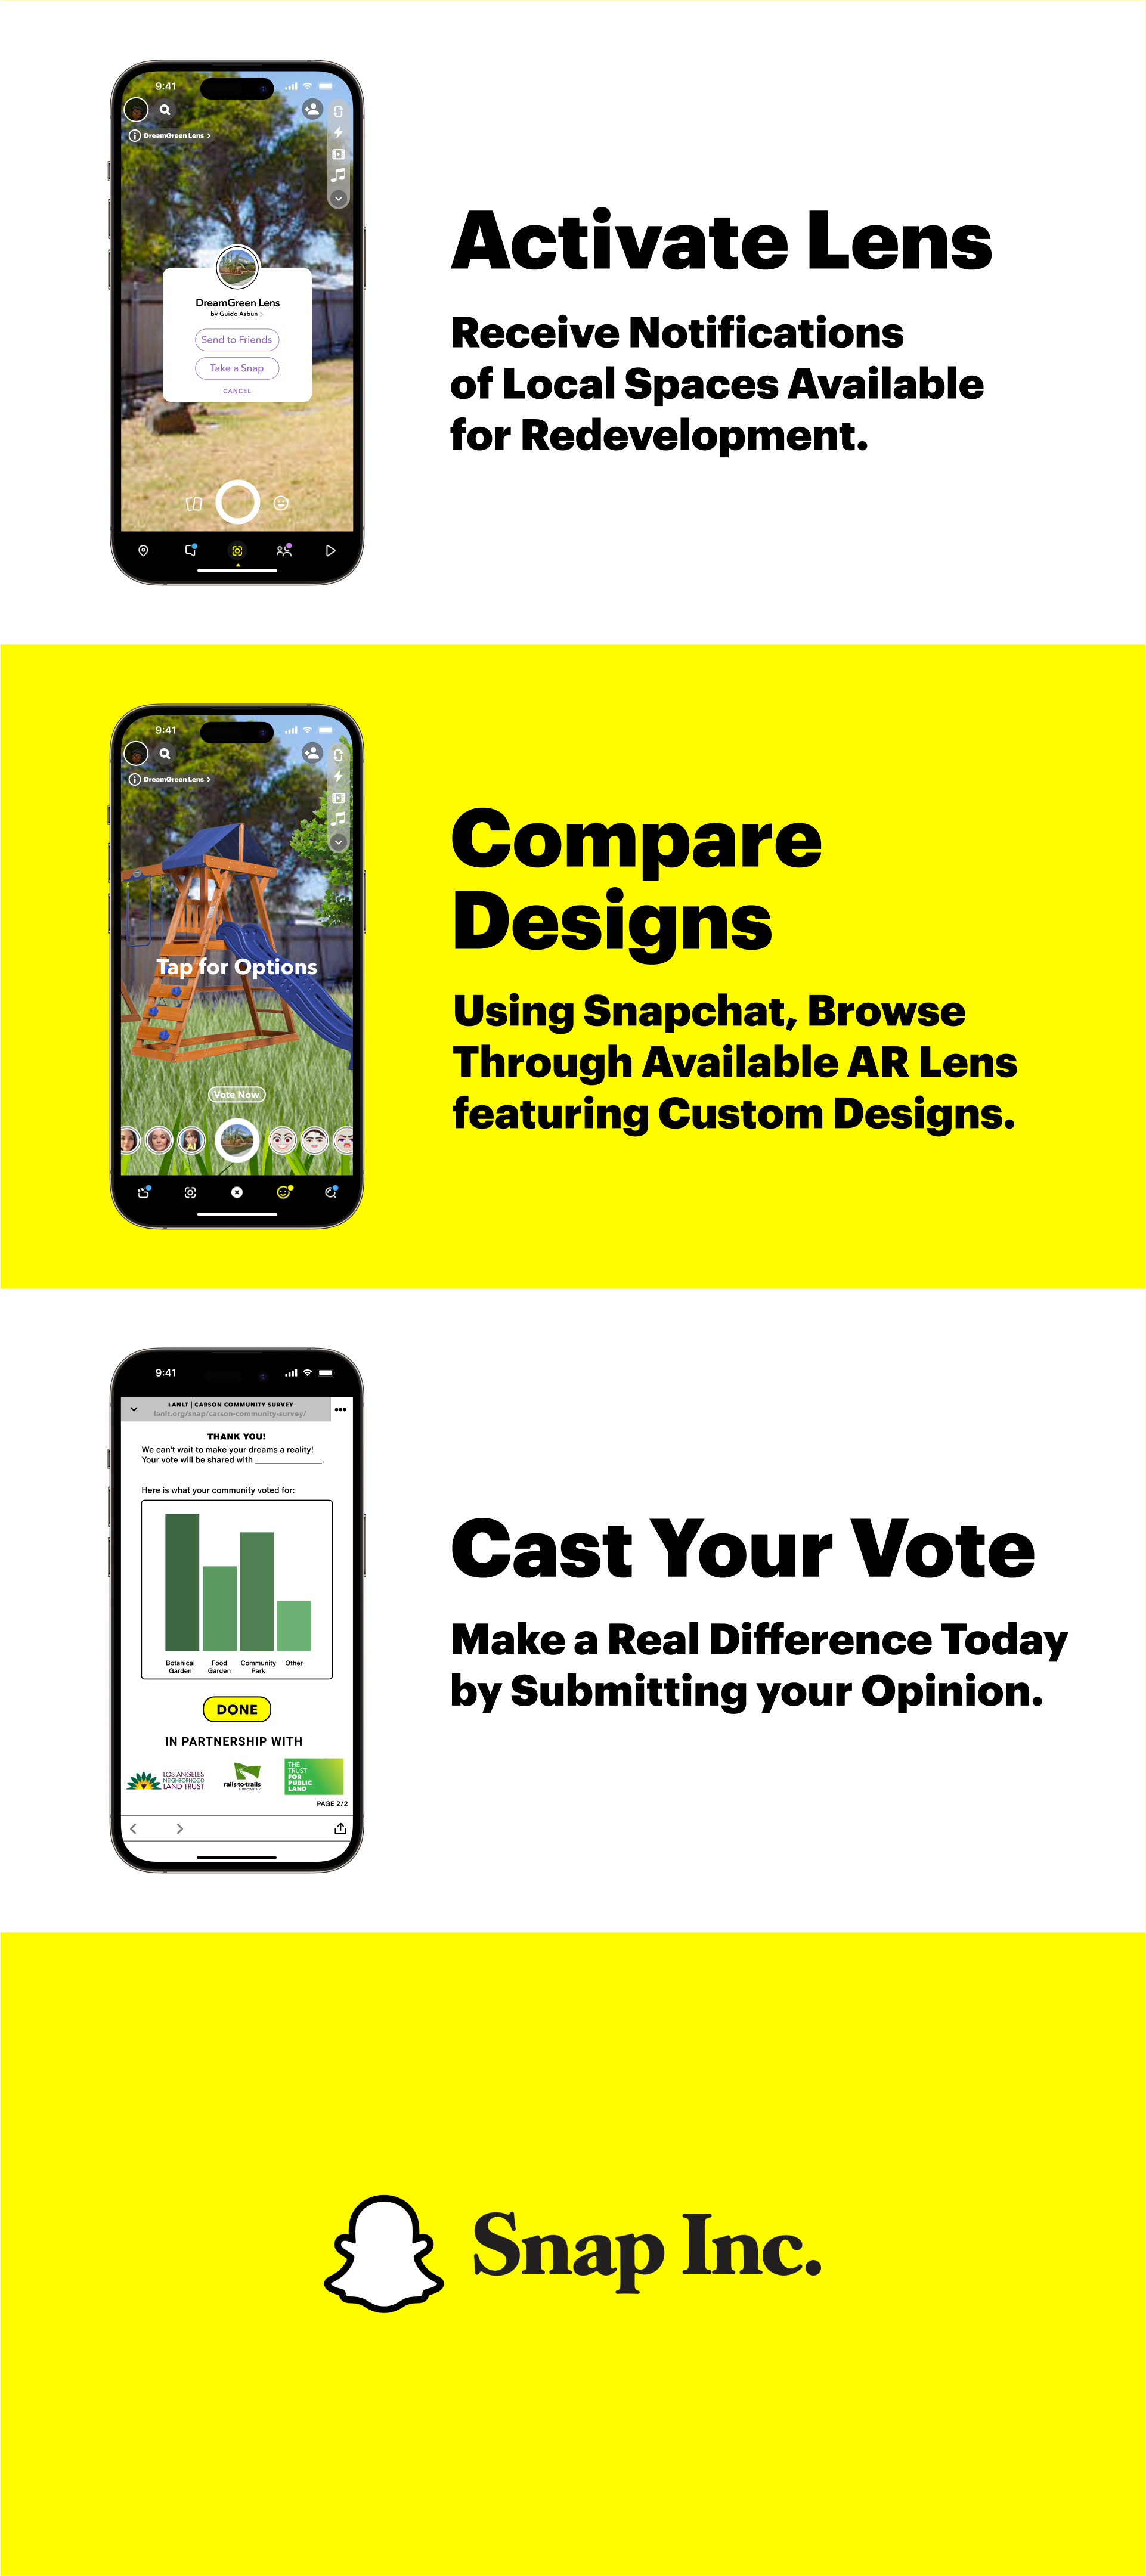 9:41
DreamGreen Lens
DreamGreen Lens
by Guido Asbun
Send to Friends
Take a Snap
CANCEL
Activate Lens
Receive Notifications
of Local Spaces Available
for Redevelopment.
9:41
DreamGreen Lens
Tap for Options
Vote Now
Compare
Designs
Using Snapchat, Browse
Through Available AR Lens
featuring Custom Designs.
9:41
LANLT | CARSON COMMUNITY SURVEY
lanlt.org/snap/carson-community-survey/
THANK YOU!
We can't wait to make your dreams a reality!
Your vote will be shared with ________________.
Here is what your community voted for:
Botanical Garden
Food Garden
Community Park
Other
DONE
IN PARTNERSHIP WITH
LOS ANGELES
NEIGHBORHOOD
LAND TRUST
rails-to-trails
THE
TRUST
FOR
PUBLIC
LAND
PAGE 2/2
Cast Your Vote
Make a Real Difference Today
by Submitting your Opinion.
Snap Inc.